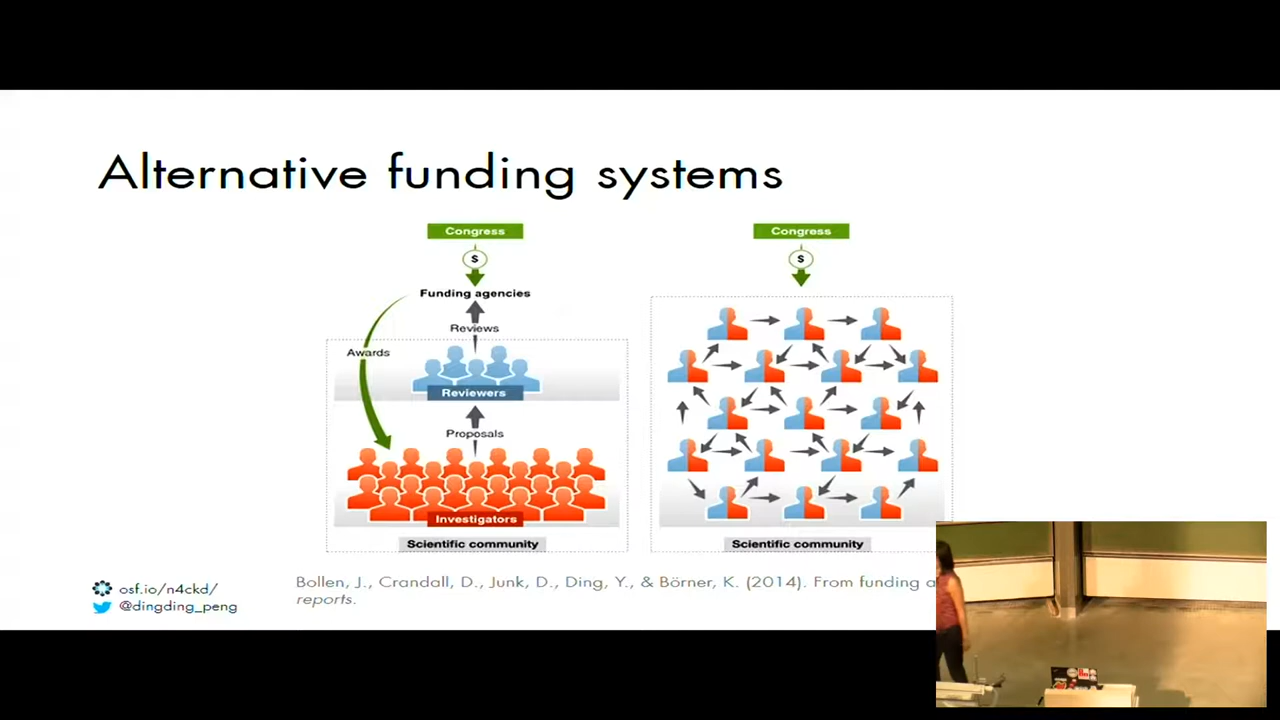 Alternative funding systems
Congress
$
Funding agencies
Reviews
Awards
Reviewers
Proposals
Investigators
Scientific community
Congress
$
Scientific community
osf.io/n4ckd/
@dingding_peng
Bollen, J., Crandall, D., Junk, D., Ding, Y., & Börner, K. (2014). From funding a
reports.